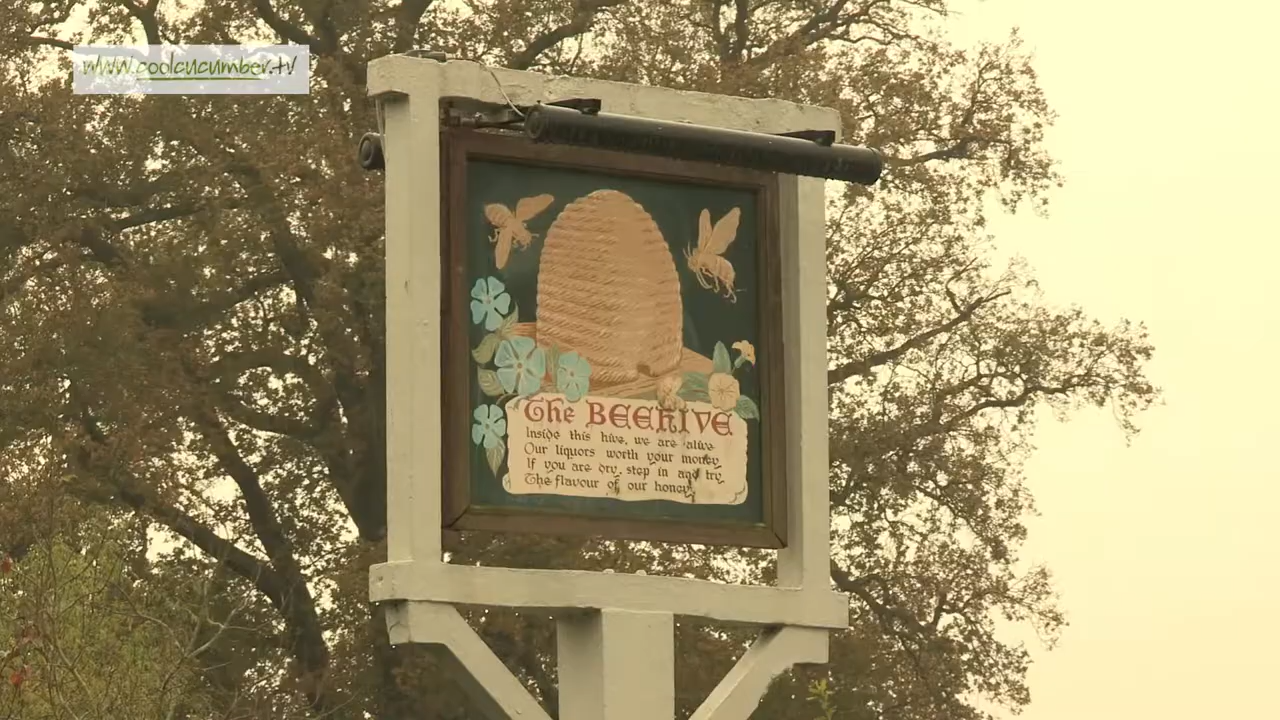 www.coolcucumber.tv
The BEEHIVE
Inside this hive, we are alive
Our liquors worth your money,
If you are dry, step in and try
The flavour of our honey.